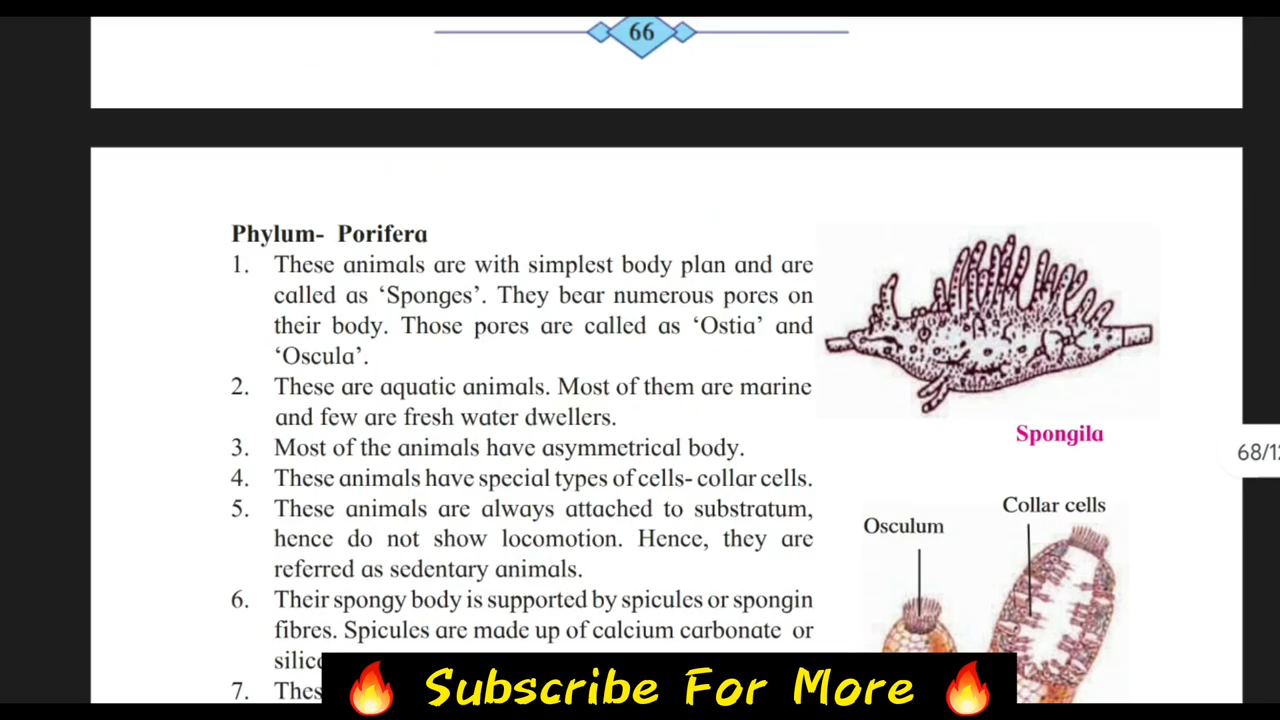 66
Phylum- Porifera
1. These animals are with simplest body plan and are
called as ‘Sponges’. They bear numerous pores on
their body. Those pores are called as ‘Ostia’ and
‘Oscula’.
2. These are aquatic animals. Most of them are marine
and few are fresh water dwellers.
3. Most of the animals have asymmetrical body.
4. These animals have special types of cells- collar cells.
5. These animals are always attached to substratum,
hence do not show locomotion. Hence, they are
referred as sedentary animals.
6. Their spongy body is supported by spicules or spongin
fibres. Spicules are made up of calcium carbonate or
7.
Spongila
68/12
Collar cells
Osculum
🔥 Subscribe For More 🔥